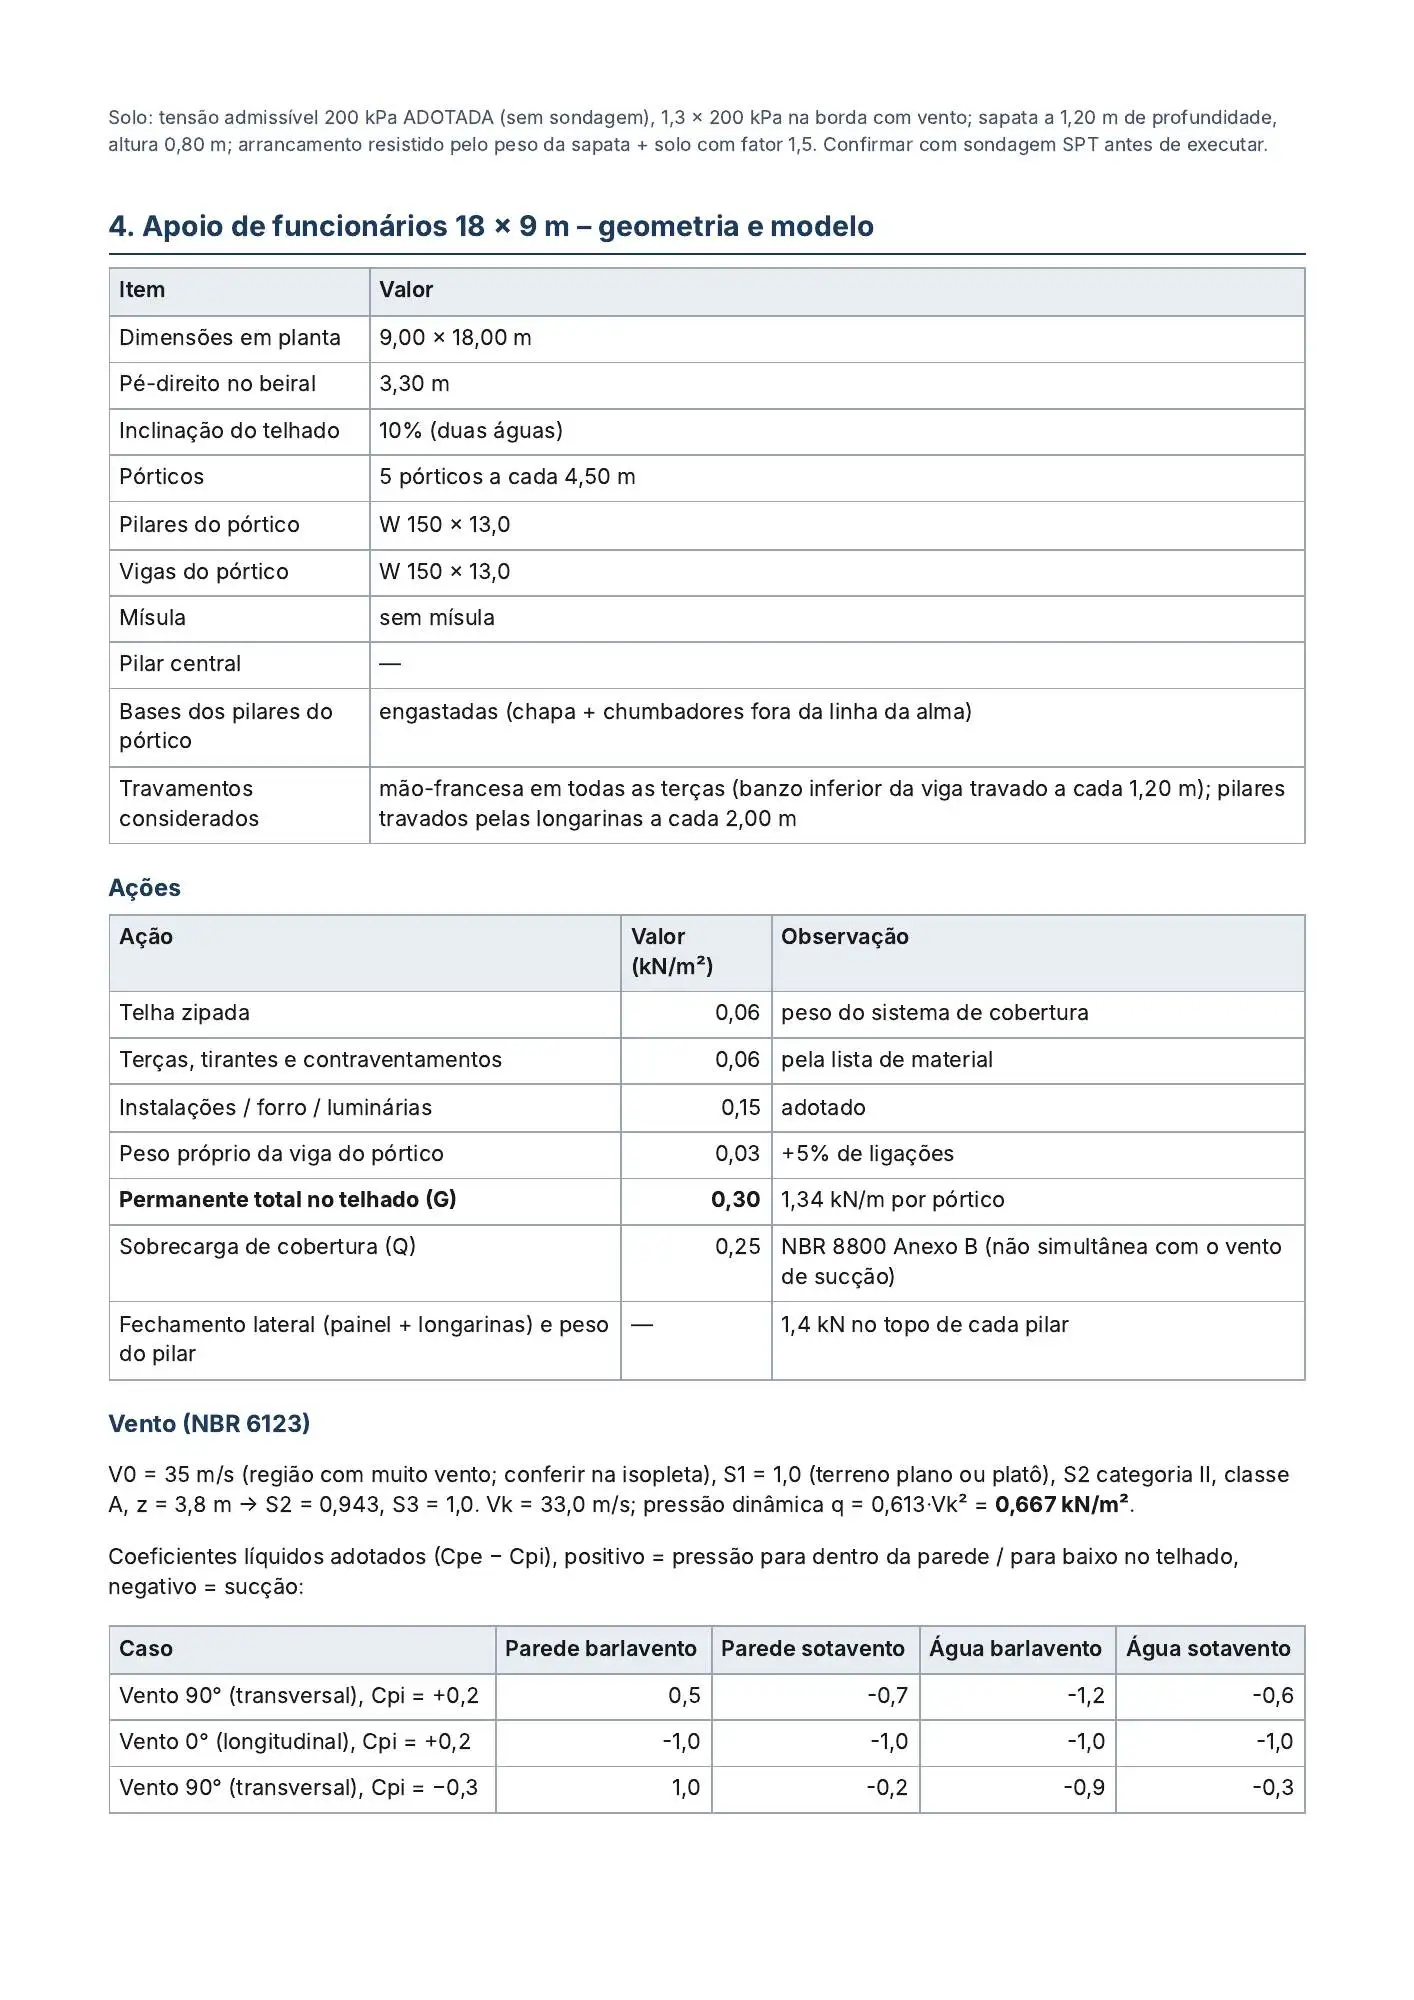 Solo: tensão admissível 200 kPa ADOTADA (sem sondagem), 1,3 × 200 kPa na borda com vento; sapata a 1,20 m de profundidade,
altura 0,80 m; arrancamento resistido pelo peso da sapata + solo com fator 1,5. Confirmar com sondagem SPT antes de executar.
4. Apoio de funcionários 18 × 9 m – geometria e modelo
Item Valor
Dimensões em planta 9,00 × 18,00 m
Pé-direito no beiral 3,30 m
Inclinação do telhado 10% (duas águas)
Pórticos 5 pórticos a cada 4,50 m
Pilares do pórtico W 150 × 13,0
Vigas do pórtico W 150 × 13,0
Mísula sem mísula
Pilar central —
Bases dos pilares do engastadas (chapa + chumbadores fora da linha da alma)
pórtico
Travamentos mão-francesa em todas as terças (banzo inferior da viga travado a cada 1,20 m); pilares
considerados travados pelas longarinas a cada 2,00 m
Ações
Ação Valor Observação
(kN/m²)
Telha zipada 0,06 peso do sistema de cobertura
Terças, tirantes e contraventamentos 0,06 pela lista de material
Instalações / forro / luminárias 0,15 adotado
Peso próprio da viga do pórtico 0,03 +5% de ligações
Permanente total no telhado (G) 0,30 1,34 kN/m por pórtico
Sobrecarga de cobertura (Q) 0,25 NBR 8800 Anexo B (não simultânea com o vento
de sucção)
Fechamento lateral (painel + longarinas) e peso — 1,4 kN no topo de cada pilar
do pilar
Vento (NBR 6123)
V0 = 35 m/s (região com muito vento; conferir na isopleta), S1 = 1,0 (terreno plano ou platô), S2 categoria II, classe
A, z = 3,8 m → S2 = 0,943, S3 = 1,0. Vk = 33,0 m/s; pressão dinâmica q = 0,613·Vk² = 0,667 kN/m².
Coeficientes líquidos adotados (Cpe − Cpi), positivo = pressão para dentro da parede / para baixo no telhado,
negativo = sucção:
Caso Parede barlavento Parede sotavento Água barlavento Água sotavento
Vento 90° (transversal), Cpi = +0,2 0,5 -0,7 -1,2 -0,6
Vento 0° (longitudinal), Cpi = +0,2 -1,0 -1,0 -1,0 -1,0
Vento 90° (transversal), Cpi = −0,3 1,0 -0,2 -0,9 -0,3